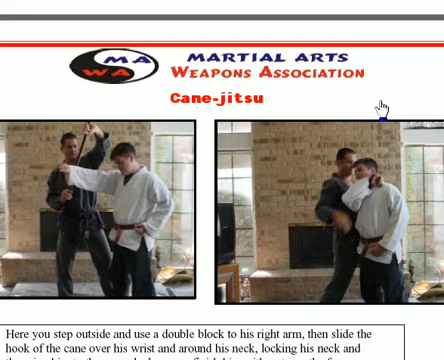 MA
WA
MARTIAL ARTS
WEAPONS ASSOCIATION
Cane-jitsu
Here you step outside and use a double block to his right arm, then slide the
hook of the cane over his wrist and around his neck, locking his neck and